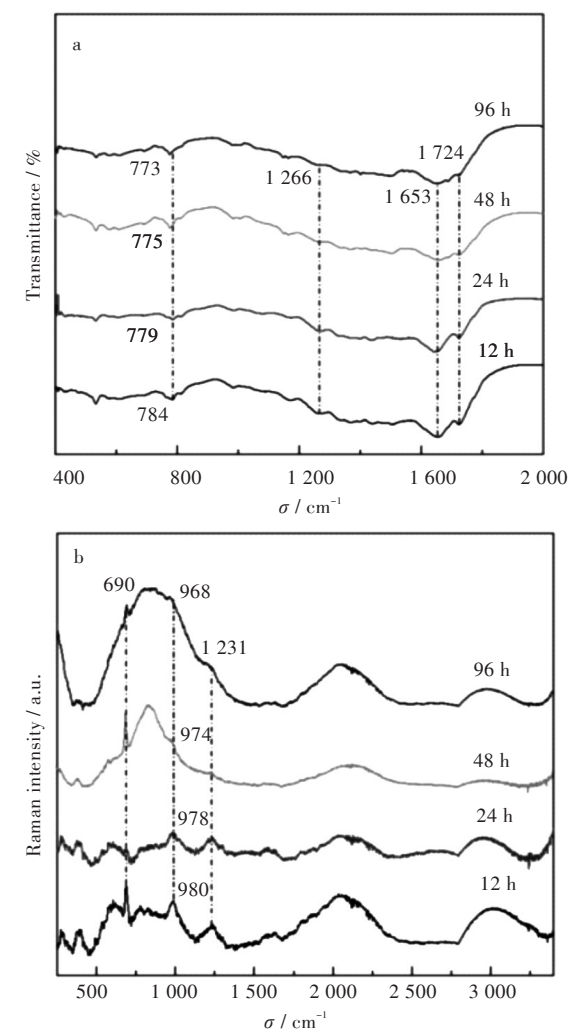 a
96 h
1 724
773
1 266
1 653
48 h
775
24 h
779
12 h
784
Transmittance / %
400 800 1 200 1 600 2 000
σ / cm⁻¹
b
690 968
1 231
96 h
974
48 h
978
24 h
980
12 h
Raman intensity / a.u.
500 1 000 1 500 2 000 2 500 3 000
σ / cm⁻¹